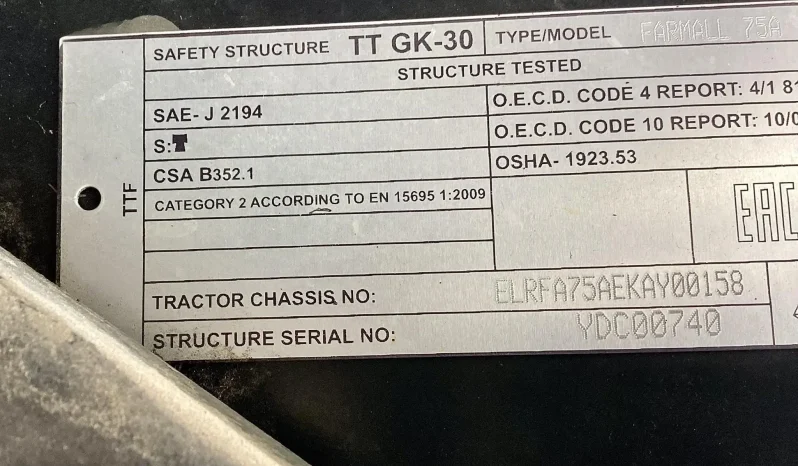 SAFETY STRUCTURE TT GK-30 TYPE/MODEL FARMALL 75A
STRUCTURE TESTED
SAE- J 2194 O.E.C.D. CODE 4 REPORT: 4/1 81
S: O.E.C.D. CODE 10 REPORT: 10/0
CSA B352.1 OSHA- 1923.53
CATEGORY 2 ACCORDING TO EN 15695 1:2009
EAC
TTF
TRACTOR CHASSIS NO: ELRFA75AEKAY00158
STRUCTURE SERIAL NO: YDC00740